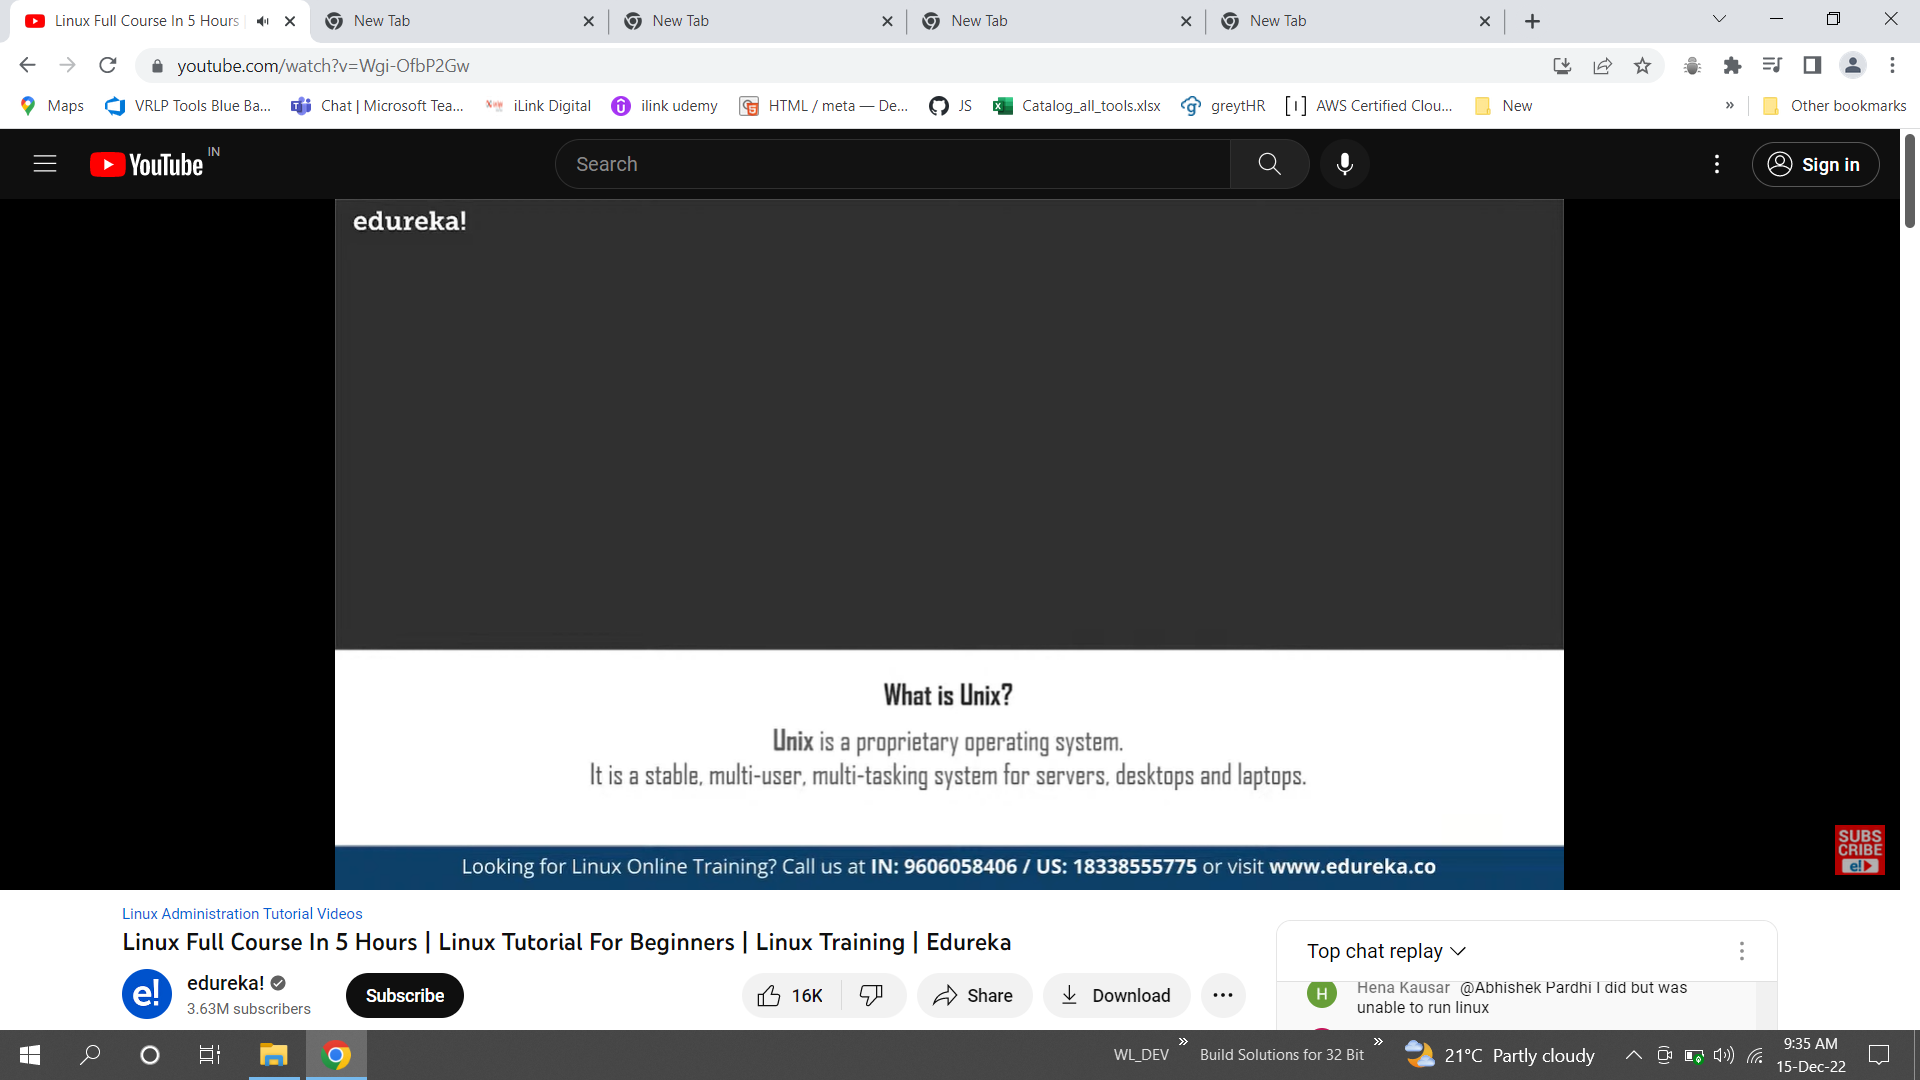 Linux Full Course In 5 Hours
New Tab
New Tab
New Tab
New Tab
youtube.com/watch?v=Wgi-OfbP2Gw
Maps
VRLP Tools Blue Ba...
Chat | Microsoft Tea...
iLink Digital
ilink udemy
HTML / meta — De...
JS
Catalog_all_tools.xlsx
greytHR
AWS Certified Clou...
New
»
Other bookmarks
YouTube IN
Search
Sign in
edureka!
What is Unix?
Unix is a proprietary operating system.
It is a stable, multi-user, multi-tasking system for servers, desktops and laptops.
Looking for Linux Online Training? Call us at IN: 9606058406 / US: 18338555775 or visit www.edureka.co
SUBS
CRIBE
e!
Linux Administration Tutorial Videos
Linux Full Course In 5 Hours | Linux Tutorial For Beginners | Linux Training | Edureka
e!
edureka!
3.63M subscribers
Subscribe
16K
Share
Download
Top chat replay
H
Hena Kausar @Abhishek Pardhi I did but was
unable to run linux
WL_DEV »
Build Solutions for 32 Bit »
21°C Partly cloudy
9:35 AM
15-Dec-22